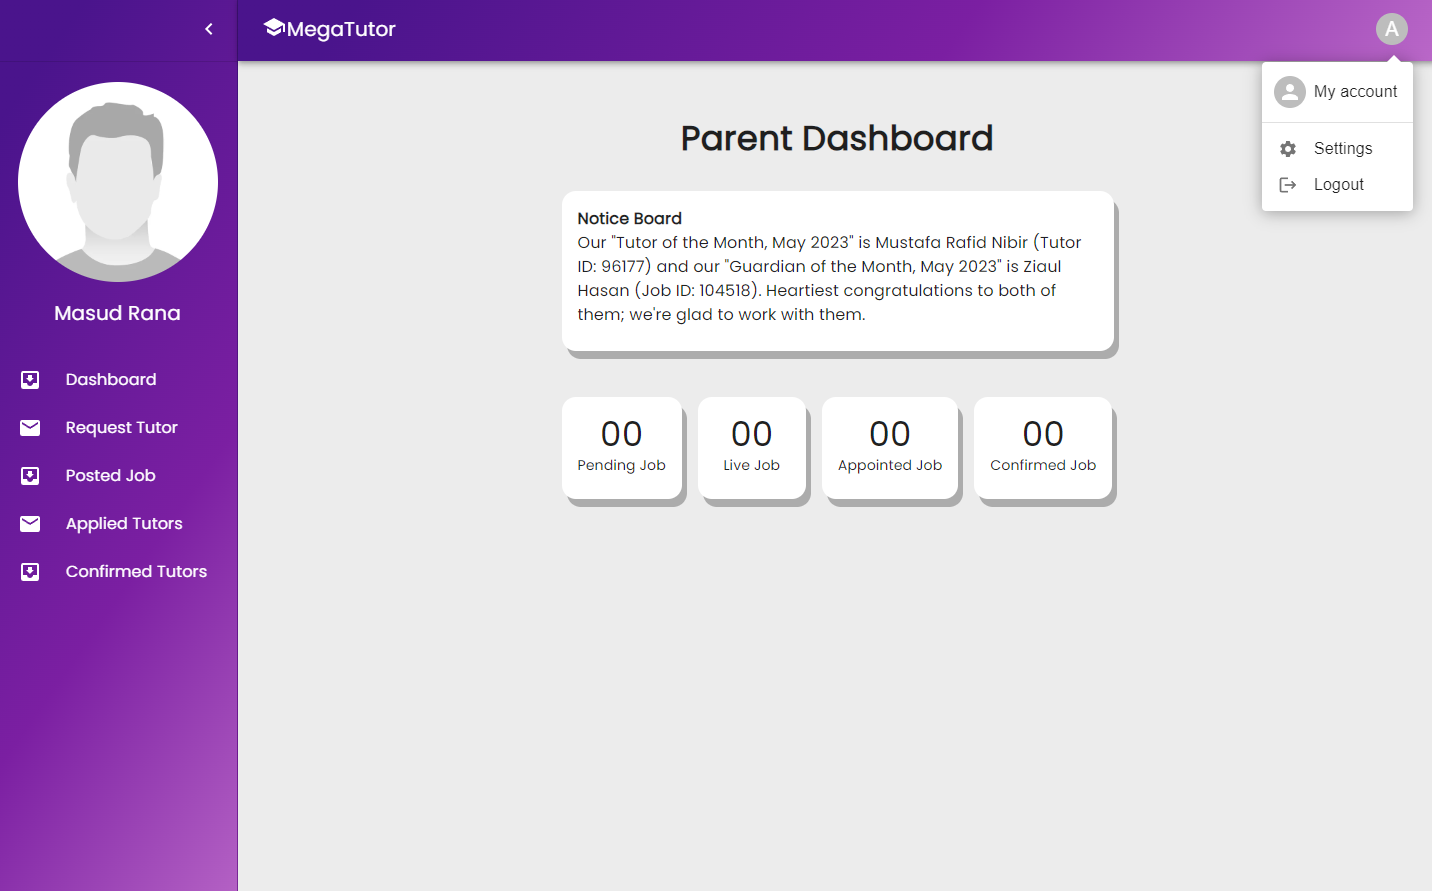 MegaTutor
A
My account
Settings
Logout
Masud Rana
Dashboard
Request Tutor
Posted Job
Applied Tutors
Confirmed Tutors
Parent Dashboard
Notice Board
Our "Tutor of the Month, May 2023" is Mustafa Rafid Nibir (Tutor
ID: 96177) and our "Guardian of the Month, May 2023" is Ziaul
Hasan (Job ID: 104518). Heartiest congratulations to both of
them; we're glad to work with them.
00
Pending Job
00
Live Job
00
Appointed Job
00
Confirmed Job